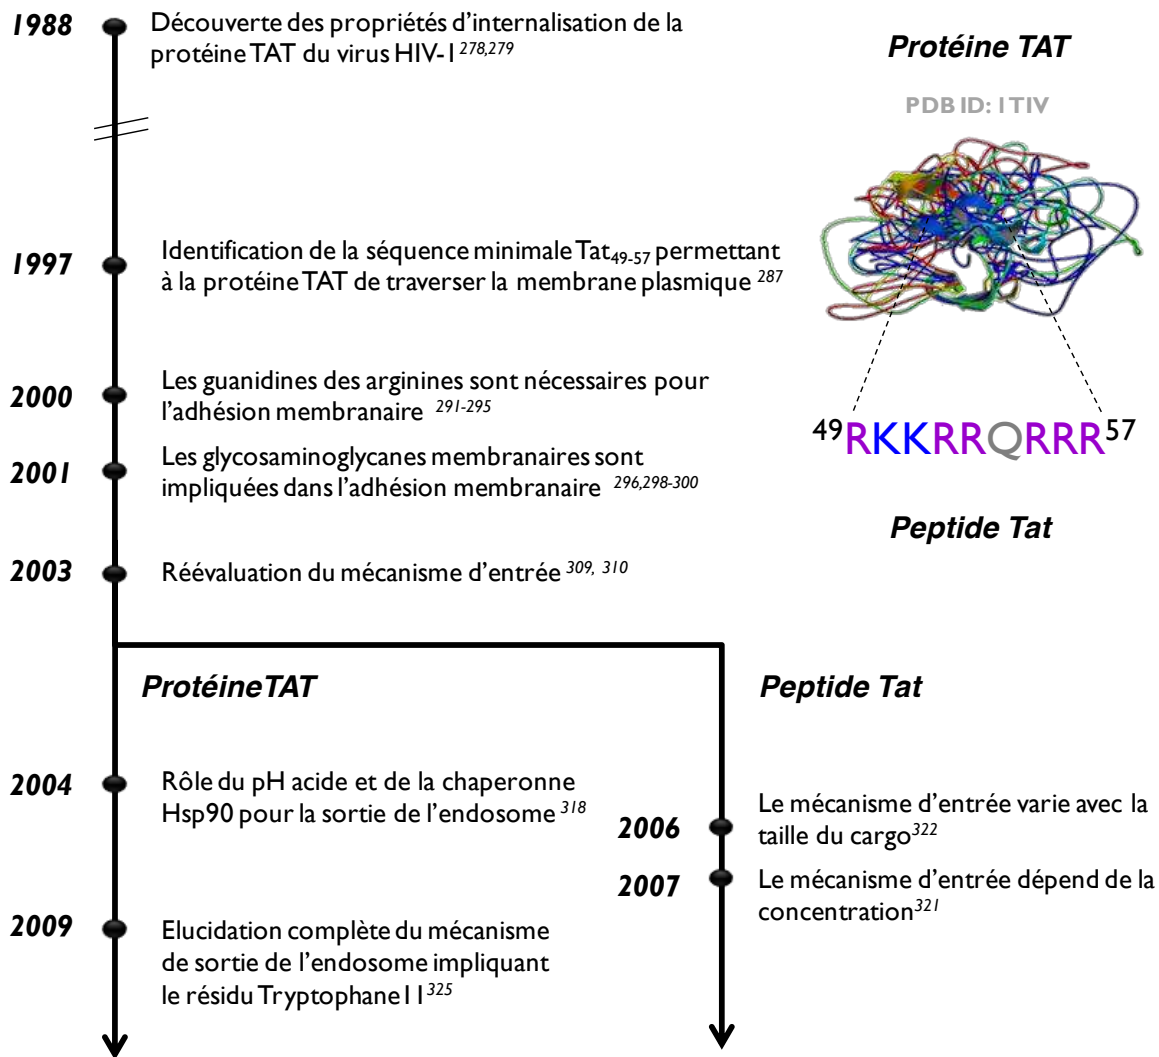 1988
Découverte des propriétés d'internalisation de la
protéine TAT du virus HIV-1 278,279
Protéine TAT
PDB ID: 1TIV
1997
Identification de la séquence minimale Tat49-57 permettant
à la protéine TAT de traverser la membrane plasmique 287
2000
Les guanidines des arginines sont nécessaires pour
l'adhésion membranaire 291-295
49RKKRRQRRR57
2001
Les glycosaminoglycanes membranaires sont
impliquées dans l'adhésion membranaire 296,298-300
Peptide Tat
2003
Réévaluation du mécanisme d'entrée 309, 310
Protéine TAT
2004
Rôle du pH acide et de la chaperonne
Hsp90 pour la sortie de l'endosome 318
2009
Elucidation complète du mécanisme
de sortie de l'endosome impliquant
le résidu Tryptophane11 325
Peptide Tat
2006
Le mécanisme d'entrée varie avec la
taille du cargo322
2007
Le mécanisme d'entrée dépend de la
concentration321